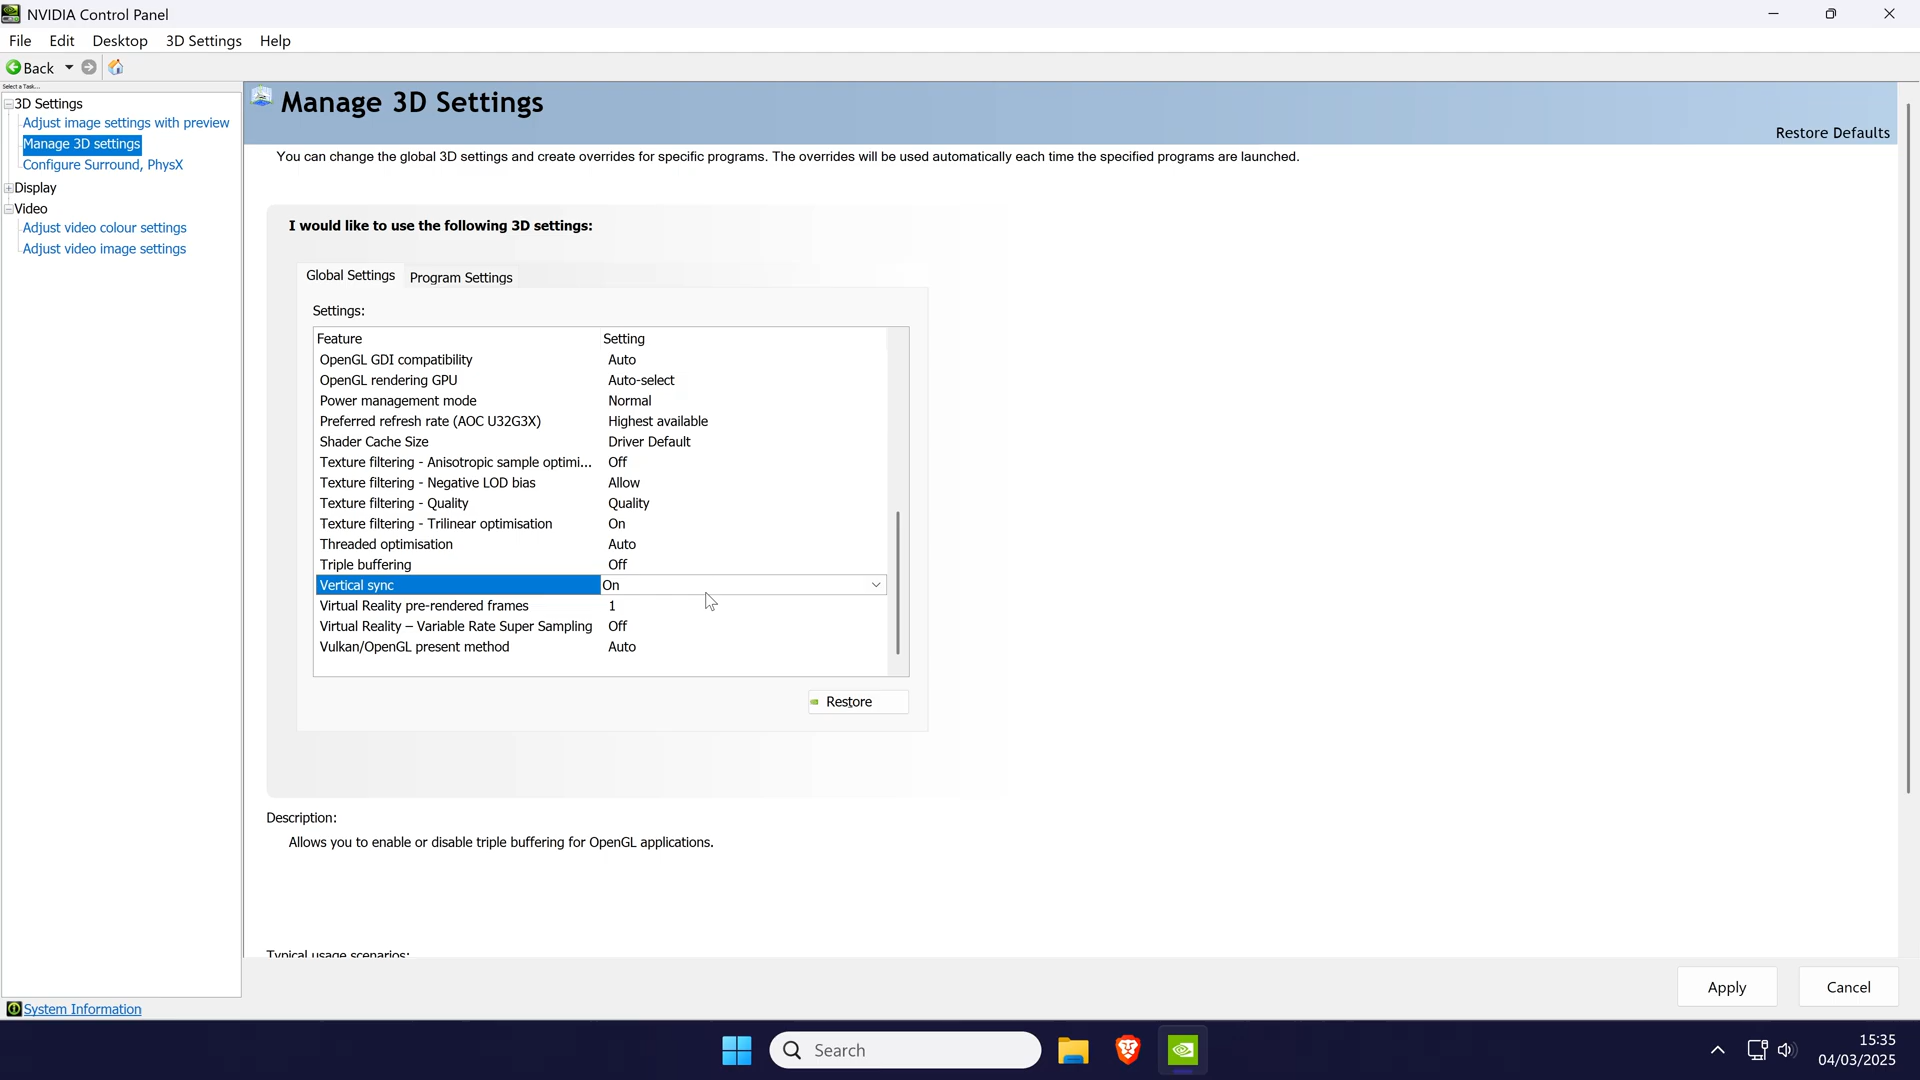 NVIDIA Control Panel
File Edit Desktop 3D Settings Help
Back
Select a Task...
3D Settings
Adjust image settings with preview
Manage 3D settings
Configure Surround, PhysX
Display
Video
Adjust video colour settings
Adjust video image settings
System Information
Manage 3D Settings
Restore Defaults
You can change the global 3D settings and create overrides for specific programs. The overrides will be used automatically each time the specified programs are launched.
I would like to use the following 3D settings:
Global Settings Program Settings
Settings:
Feature Setting
OpenGL GDI compatibility Auto
OpenGL rendering GPU Auto-select
Power management mode Normal
Preferred refresh rate (AOC U32G3X) Highest available
Shader Cache Size Driver Default
Texture filtering - Anisotropic sample optimi... Off
Texture filtering - Negative LOD bias Allow
Texture filtering - Quality Quality
Texture filtering - Trilinear optimisation On
Threaded optimisation Auto
Triple buffering Off
Vertical sync On
Virtual Reality pre-rendered frames 1
Virtual Reality – Variable Rate Super Sampling Off
Vulkan/OpenGL present method Auto
Restore
Description:
Allows you to enable or disable triple buffering for OpenGL applications.
Typical usage scenarios:
Apply Cancel
Search
15:35
04/03/2025